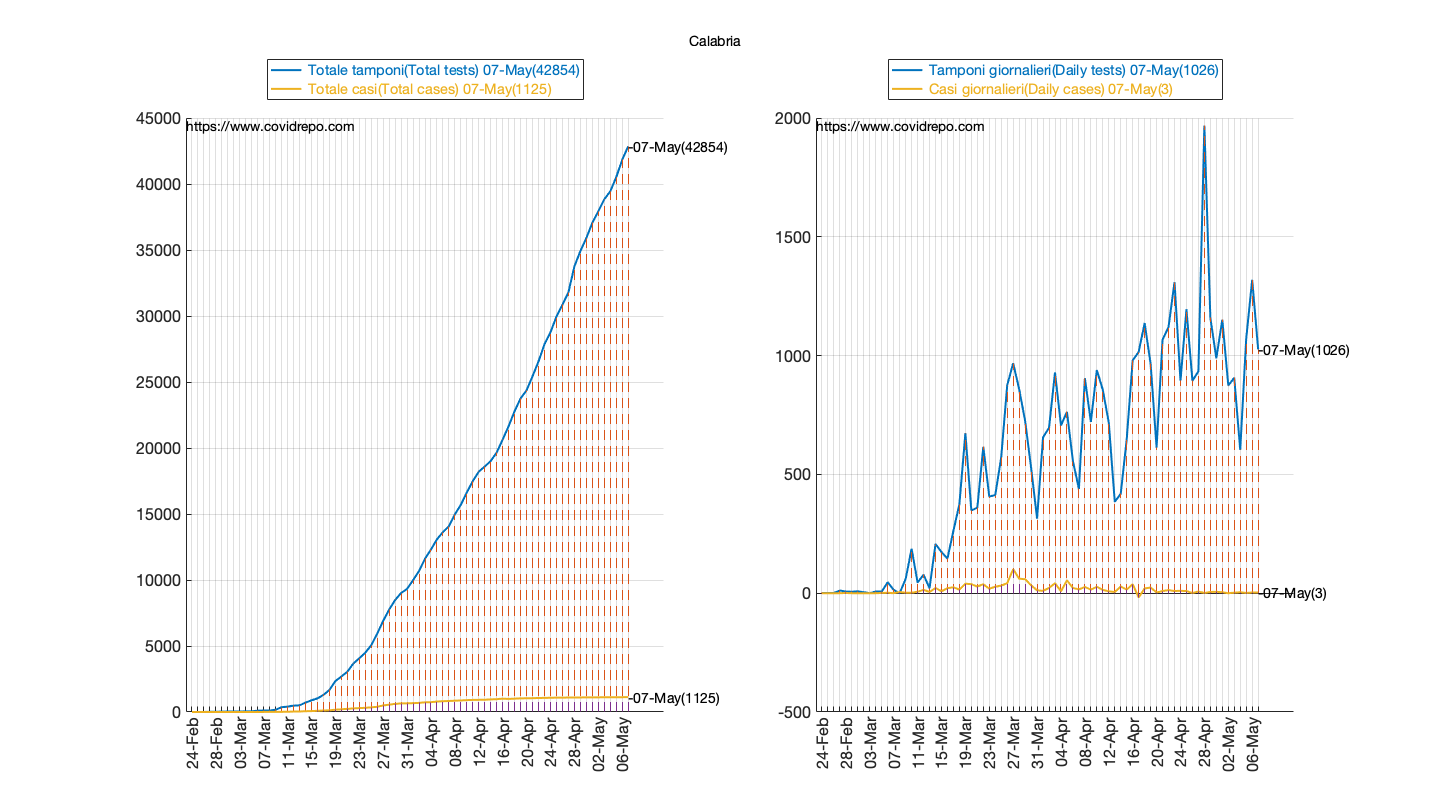 Calabria
Totale tamponi(Total tests) 07-May(42854)
Totale casi(Total cases) 07-May(1125)
https://www.covidrepo.com
45000
40000
35000
30000
25000
20000
15000
10000
5000
0
-07-May(42854)
-07-May(1125)
24-Feb
28-Feb
03-Mar
07-Mar
11-Mar
15-Mar
19-Mar
23-Mar
27-Mar
31-Mar
04-Apr
08-Apr
12-Apr
16-Apr
20-Apr
24-Apr
28-Apr
02-May
06-May
Tamponi giornalieri(Daily tests) 07-May(1026)
Casi giornalieri(Daily cases) 07-May(3)
https://www.covidrepo.com
2000
1500
1000
500
0
-500
-07-May(1026)
-07-May(3)
24-Feb
28-Feb
03-Mar
07-Mar
11-Mar
15-Mar
19-Mar
23-Mar
27-Mar
31-Mar
04-Apr
08-Apr
12-Apr
16-Apr
20-Apr
24-Apr
28-Apr
02-May
06-May